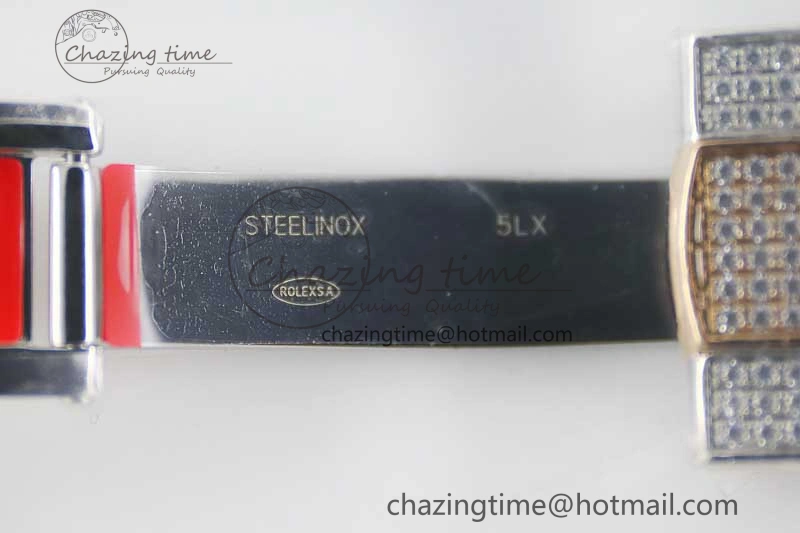 Chazing time
Pursuing Quality
STEELINOX 5LX
Chazing time
ROLEXSA
Pursuing Quality
chazingtime@hotmail.com
chazingtime@hotmail.com